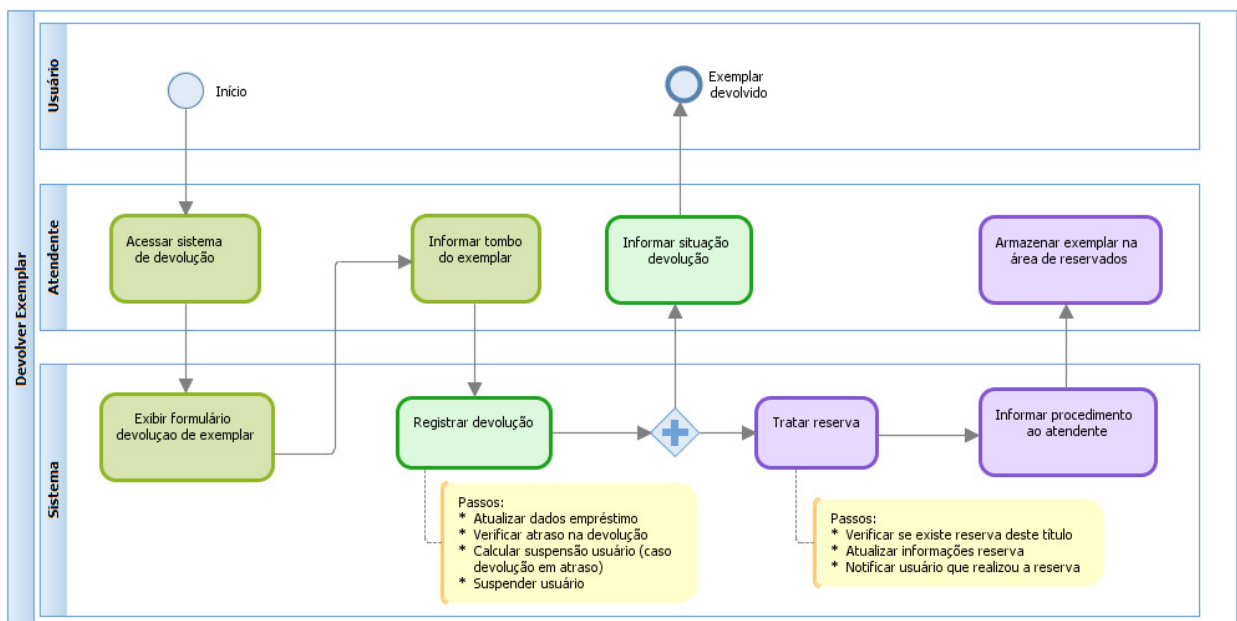 Devolver Exemplar
Usuário
Início
Exemplar
devolvido
Atendente
Acessar sistema
de devolução
Informar tombo
do exemplar
Informar situação
devolução
Armazenar exemplar na
área de reservados
Sistema
Exibir formulário
devoluçao de exemplar
Registrar devolução
Tratar reserva
Informar procedimento
ao atendente
Passos:
* Atualizar dados empréstimo
* Verificar atraso na devolução
* Calcular suspensão usuário (caso
devolução em atraso)
* Suspender usuário
Passos:
* Verificar se existe reserva deste título
* Atualizar informações reserva
* Notificar usuário que realizou a reserva